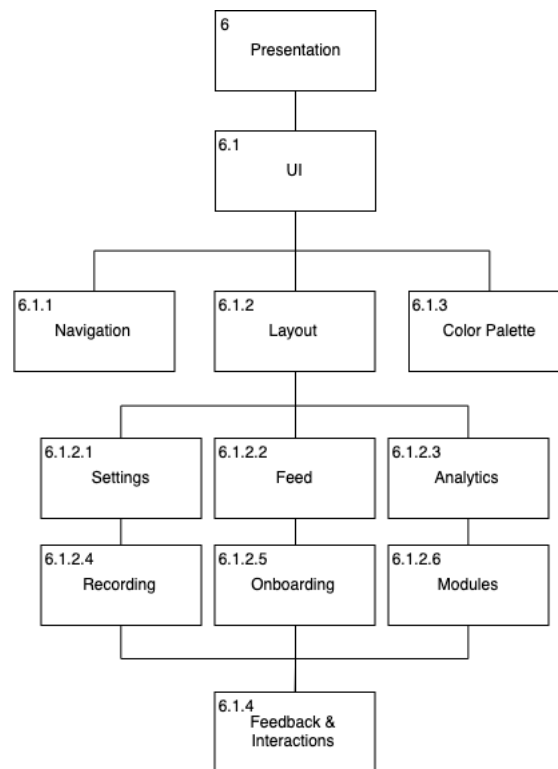 6
Presentation
6.1
UI
6.1.1
Navigation
6.1.2
Layout
6.1.3
Color Palette
6.1.2.1
Settings
6.1.2.2
Feed
6.1.2.3
Analytics
6.1.2.4
Recording
6.1.2.5
Onboarding
6.1.2.6
Modules
6.1.4
Feedback &
Interactions